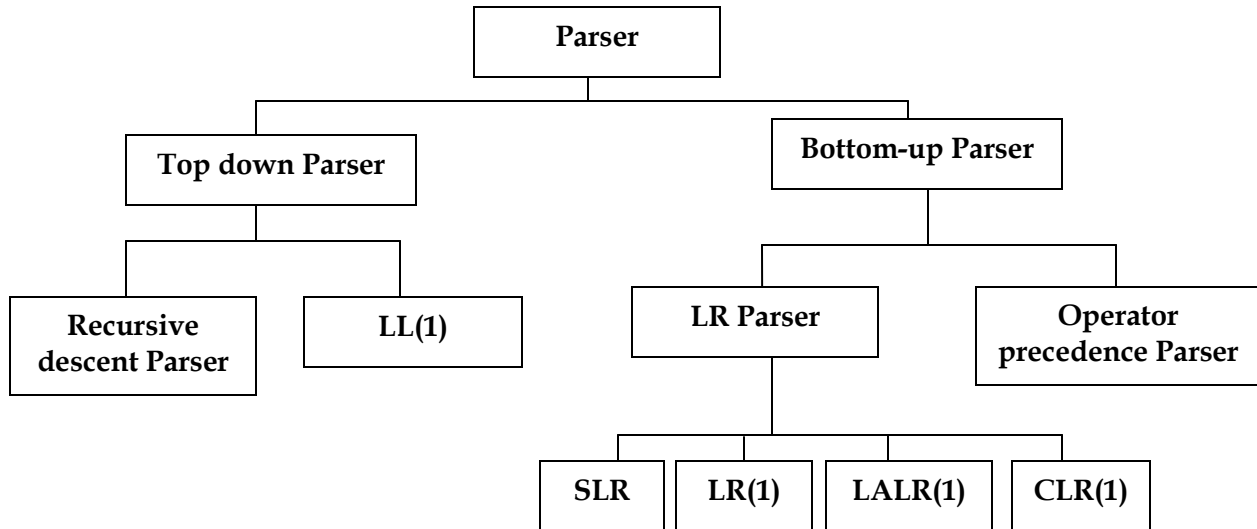 Parser
Top down Parser
Bottom-up Parser
Recursive
descent Parser
LL(1)
LR Parser
Operator
precedence Parser
SLR
LR(1)
LALR(1)
CLR(1)